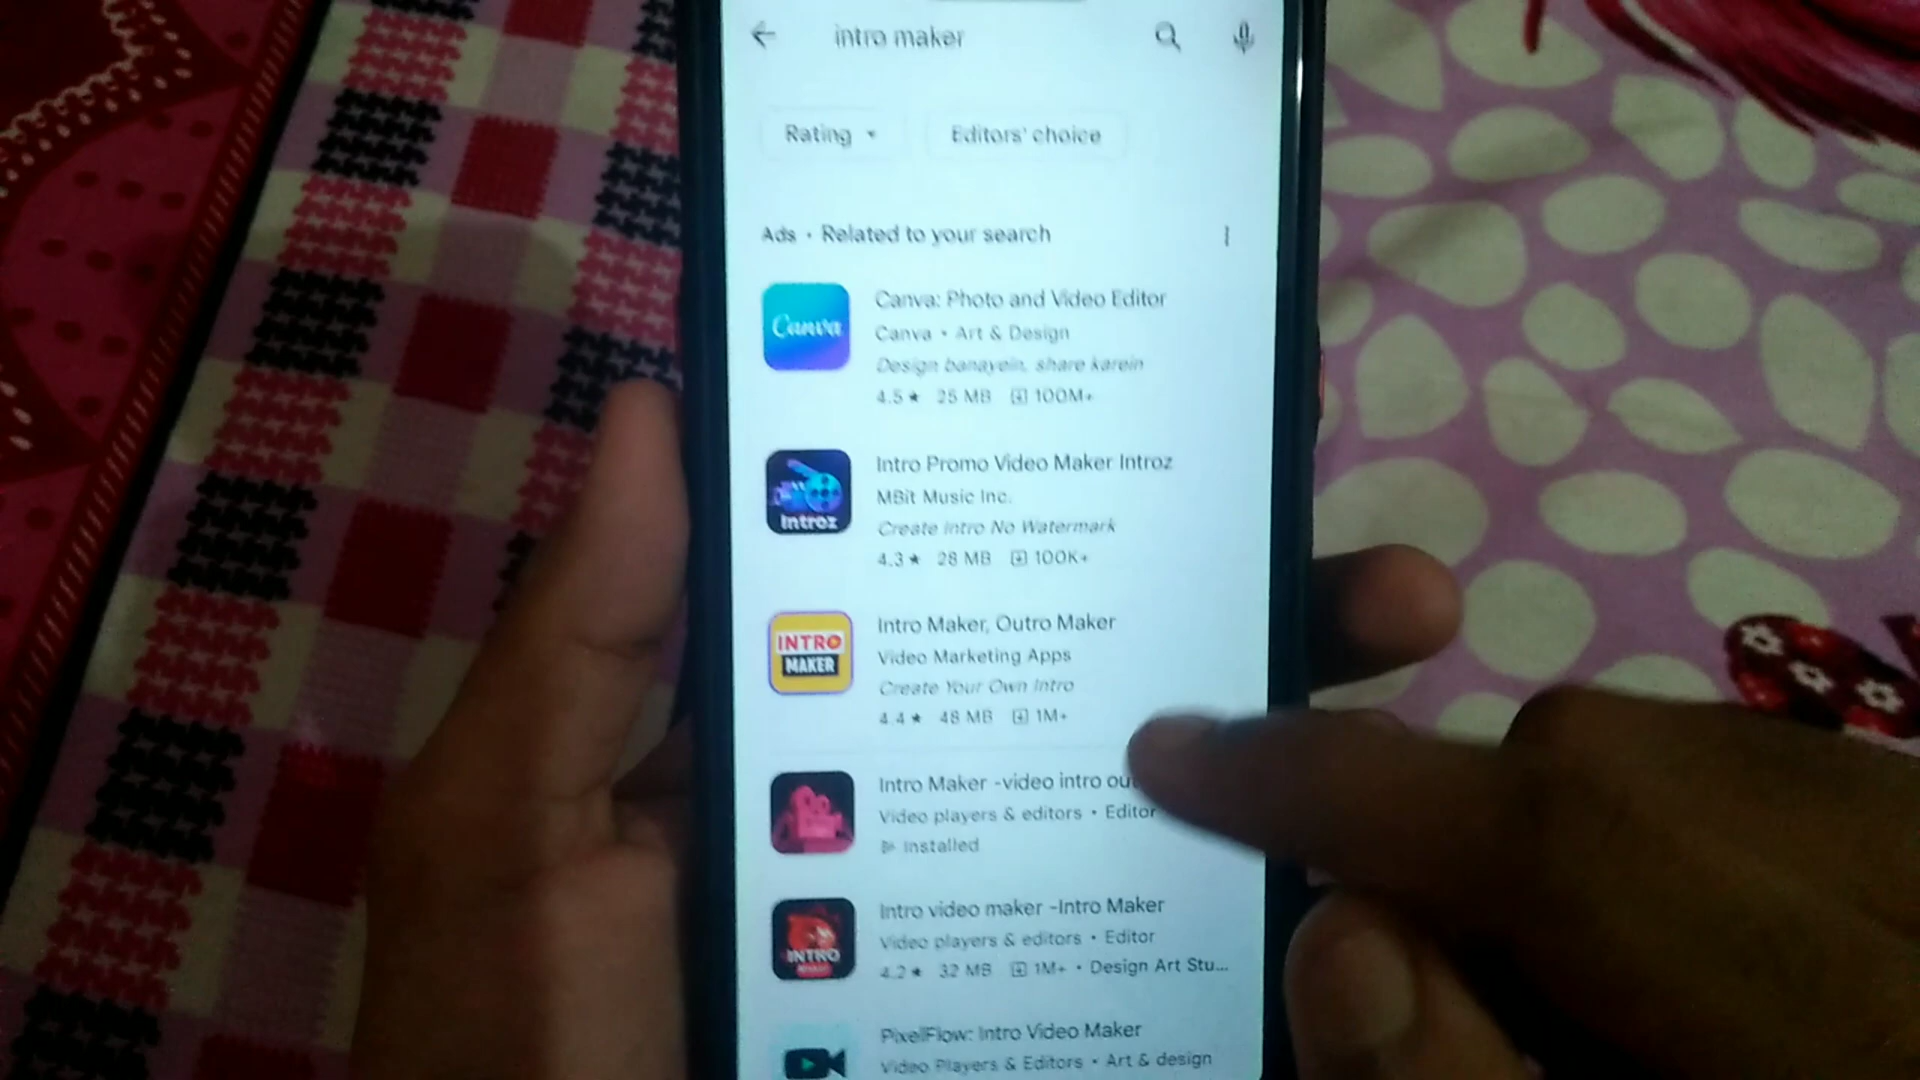 intro maker
Rating
Editors' choice
Ads • Related to your search
Canva
Canva: Photo and Video Editor
Canva • Art & Design
Design banayein, share karein
4.5★ 25 MB 100M+
Introz
Intro Promo Video Maker Introz
MBit Music Inc.
Create Intro No Watermark
4.3★ 28 MB 100K+
INTRO
MAKER
Intro Maker, Outro Maker
Video Marketing Apps
Create Your Own Intro
4.4★ 48 MB 1M+
Intro Maker -video intro
Video players & editors • Editor
Installed
INTRO
Intro video maker -Intro Maker
Video players & editors • Editor
4.2★ 32 MB 1M+ • Design Art Stu...
PixelFlow: Intro Video Maker
Video Players & Editors • Art & design